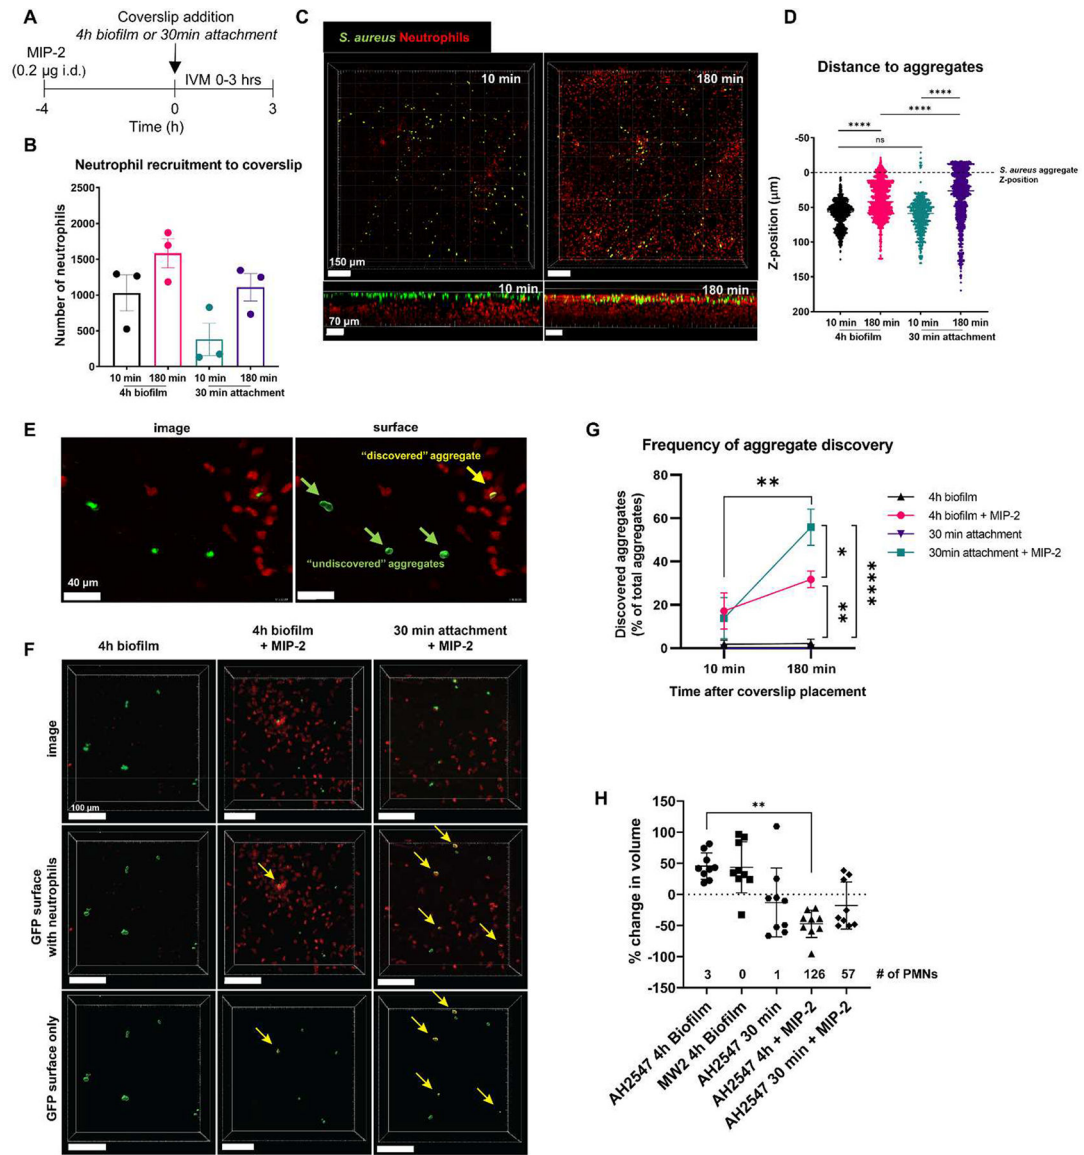 A
Coverslip addition
4h biofilm or 30min attachment
MIP-2
(0.2 µg i.d.)
IVM 0-3 hrs
-4
0
3
Time (h)
B
Neutrophil recruitment to coverslip
Number of neutrophils
2500
2000
1500
1000
500
0
10 min
180 min
10 min
180 min
4h biofilm
30 min attachment
C
S. aureus Neutrophils
10 min
180 min
150 µm
10 min
180 min
70 µm
D
Distance to aggregates
****
****
****
ns
Z-position (µm)
-50
0
50
100
150
200
S. aureus aggregate
Z-position
10 min
180 min
10 min
180 min
4h biofilm
30 min attachment
E
image
surface
"discovered" aggregate
"undiscovered" aggregates
40 µm
F
4h biofilm
4h biofilm
+ MIP-2
30 min attachment
+ MIP-2
image
100 µm
GFP surface
with neutrophils
GFP surface only
G
Frequency of aggregate discovery
Discovered aggregates
(% of total aggregates)
80
60
40
20
0
**
*
**
****
10 min
180 min
Time after coverslip placement
4h biofilm
4h biofilm + MIP-2
30 min attachment
30min attachment + MIP-2
H
% change in volume
150
100
50
0
-50
-100
-150
**
3
0
1
126
57
# of PMNs
AH2547 4h Biofilm
MW2 4h Biofilm
AH2547 30 min
AH2547 4h + MIP-2
AH2547 30 min + MIP-2